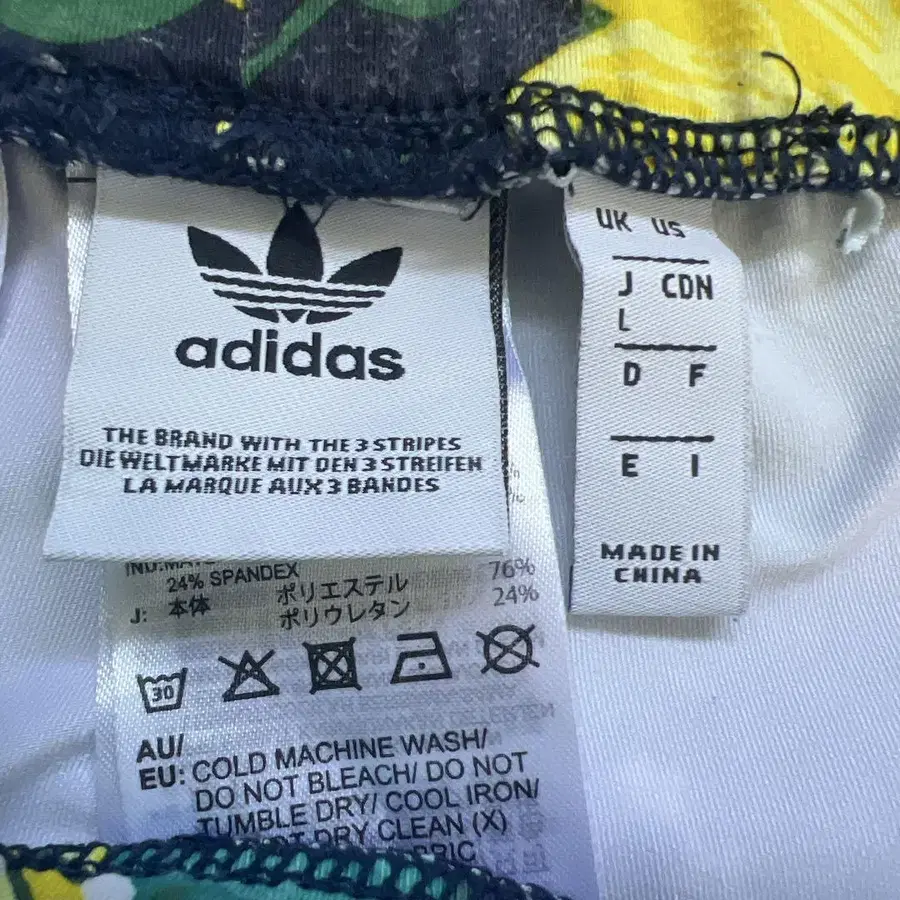 adidas
THE BRAND WITH THE 3 STRIPES
DIE WELTMARKE MIT DEN 3 STREIFEN
LA MARQUE AUX 3 BANDES
UK US
J CDN
L
D F
E I
MADE IN
CHINA
24% SPANDEX 76%
J: 本体 ポリエステル 24%
ポリウレタン
30
AU/
EU: COLD MACHINE WASH/
DO NOT BLEACH/ DO NOT
TUMBLE DRY/ COOL IRON/
DRY CLEAN (X)